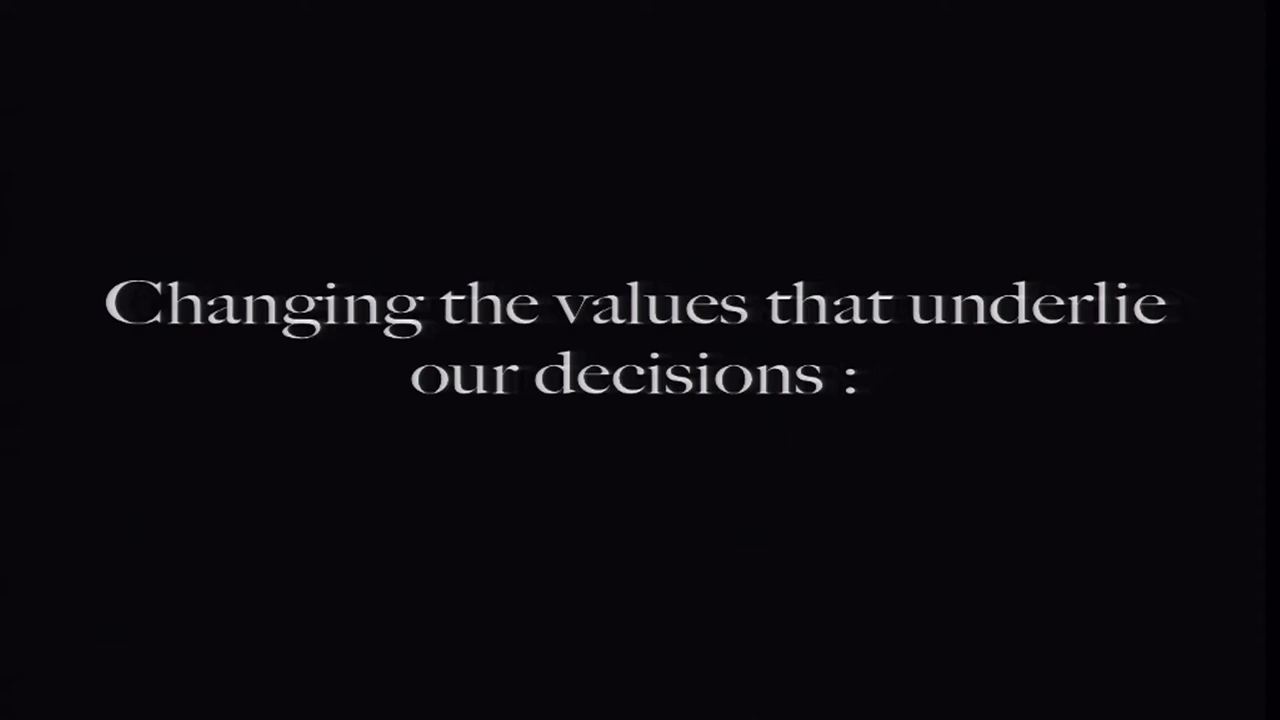 Changing the values that underlie
our decisions :